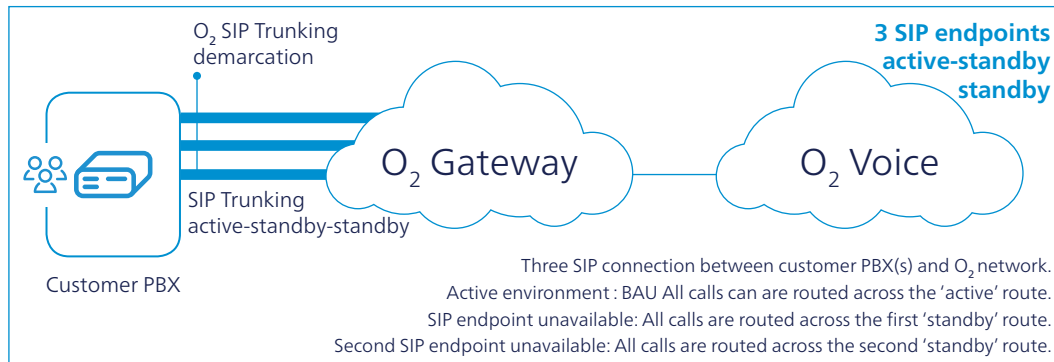 O₂ SIP Trunking
demarcation
3 SIP endpoints
active-standby
standby
O₂ Gateway
O₂ Voice
SIP Trunking
active-standby-standby
Customer PBX
Three SIP connection between customer PBX(s) and O₂ network.
Active environment : BAU All calls can are routed across the ‘active’ route.
SIP endpoint unavailable: All calls are routed across the first ‘standby’ route.
Second SIP endpoint unavailable: All calls are routed across the second ‘standby’ route.